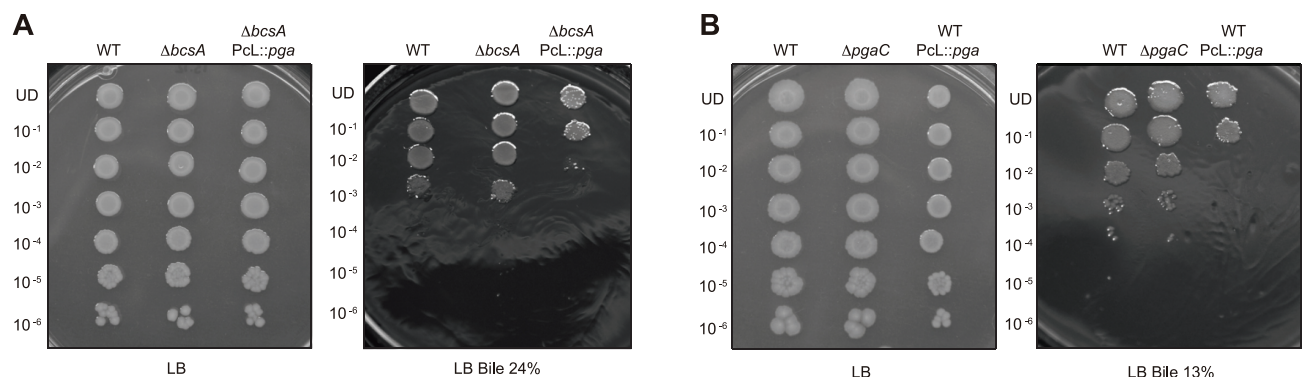 A
B
ΔbcsA
WT
WT ΔbcsA PcL::pga
ΔbcsA
WT ΔbcsA PcL::pga
WT
WT ΔpgaC PcL::pga
WT
WT ΔpgaC PcL::pga
UD
10-1
10-2
10-3
10-4
10-5
10-6
UD
10-1
10-2
10-3
10-4
10-5
10-6
UD
10-1
10-2
10-3
10-4
10-5
10-6
UD
10-1
10-2
10-3
10-4
10-5
10-6
LB
LB Bile 24%
LB
LB Bile 13%